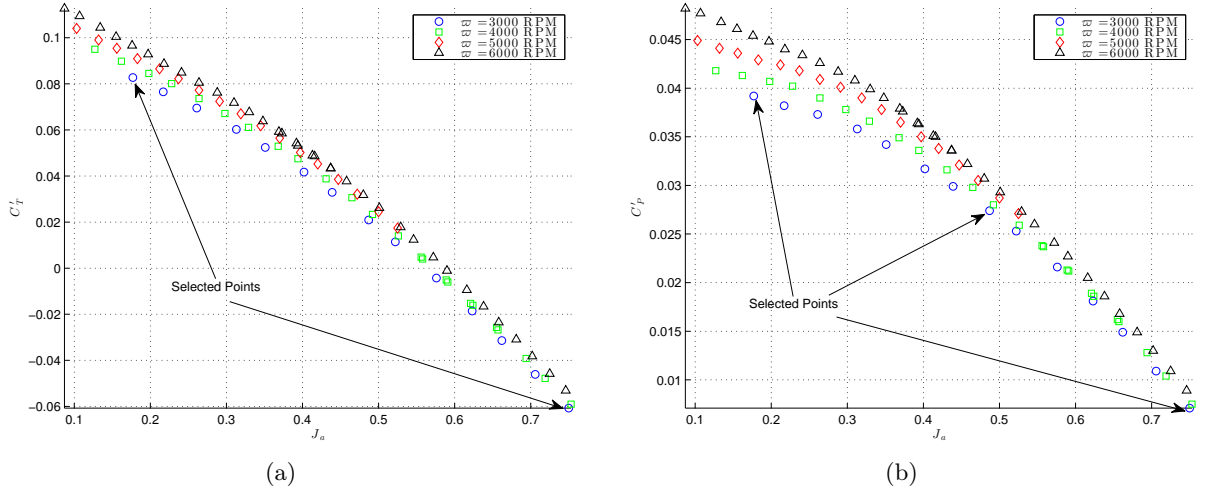 ϖ =3000 RPM
ϖ =4000 RPM
ϖ =5000 RPM
ϖ =6000 RPM
0.1
0.08
0.06
0.04
0.02
0
−0.02
−0.04
−0.06
C′T
Selected Points
0.1 0.2 0.3 0.4 0.5 0.6 0.7
Ja
(a)
ϖ =3000 RPM
ϖ =4000 RPM
ϖ =5000 RPM
ϖ =6000 RPM
0.045
0.04
0.035
0.03
0.025
0.02
0.015
0.01
C′P
Selected Points
0.1 0.2 0.3 0.4 0.5 0.6 0.7
Ja
(b)